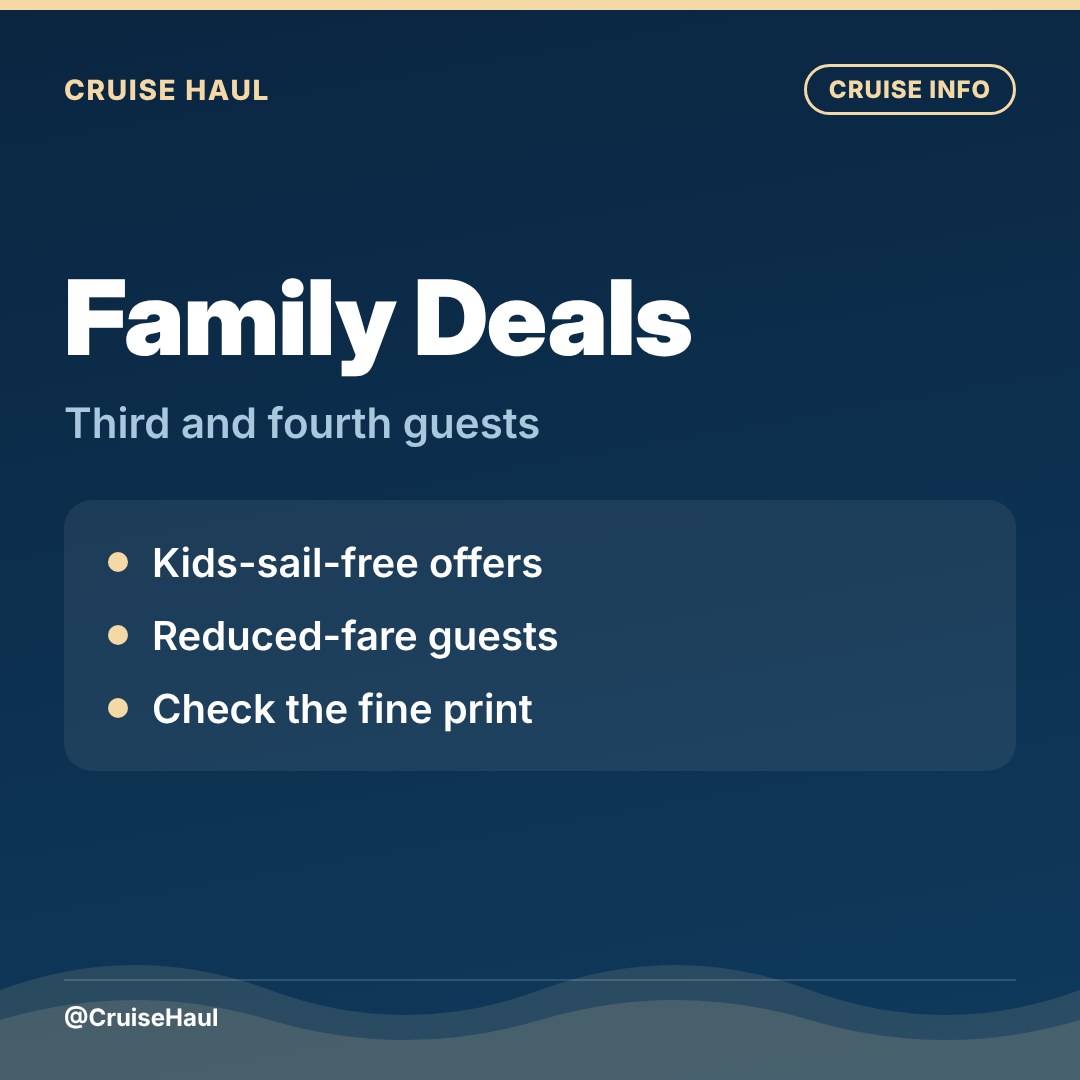 CRUISE HAUL
CRUISE INFO
Family Deals
Third and fourth guests
Kids-sail-free offers
Reduced-fare guests
Check the fine print
@CruiseHaul